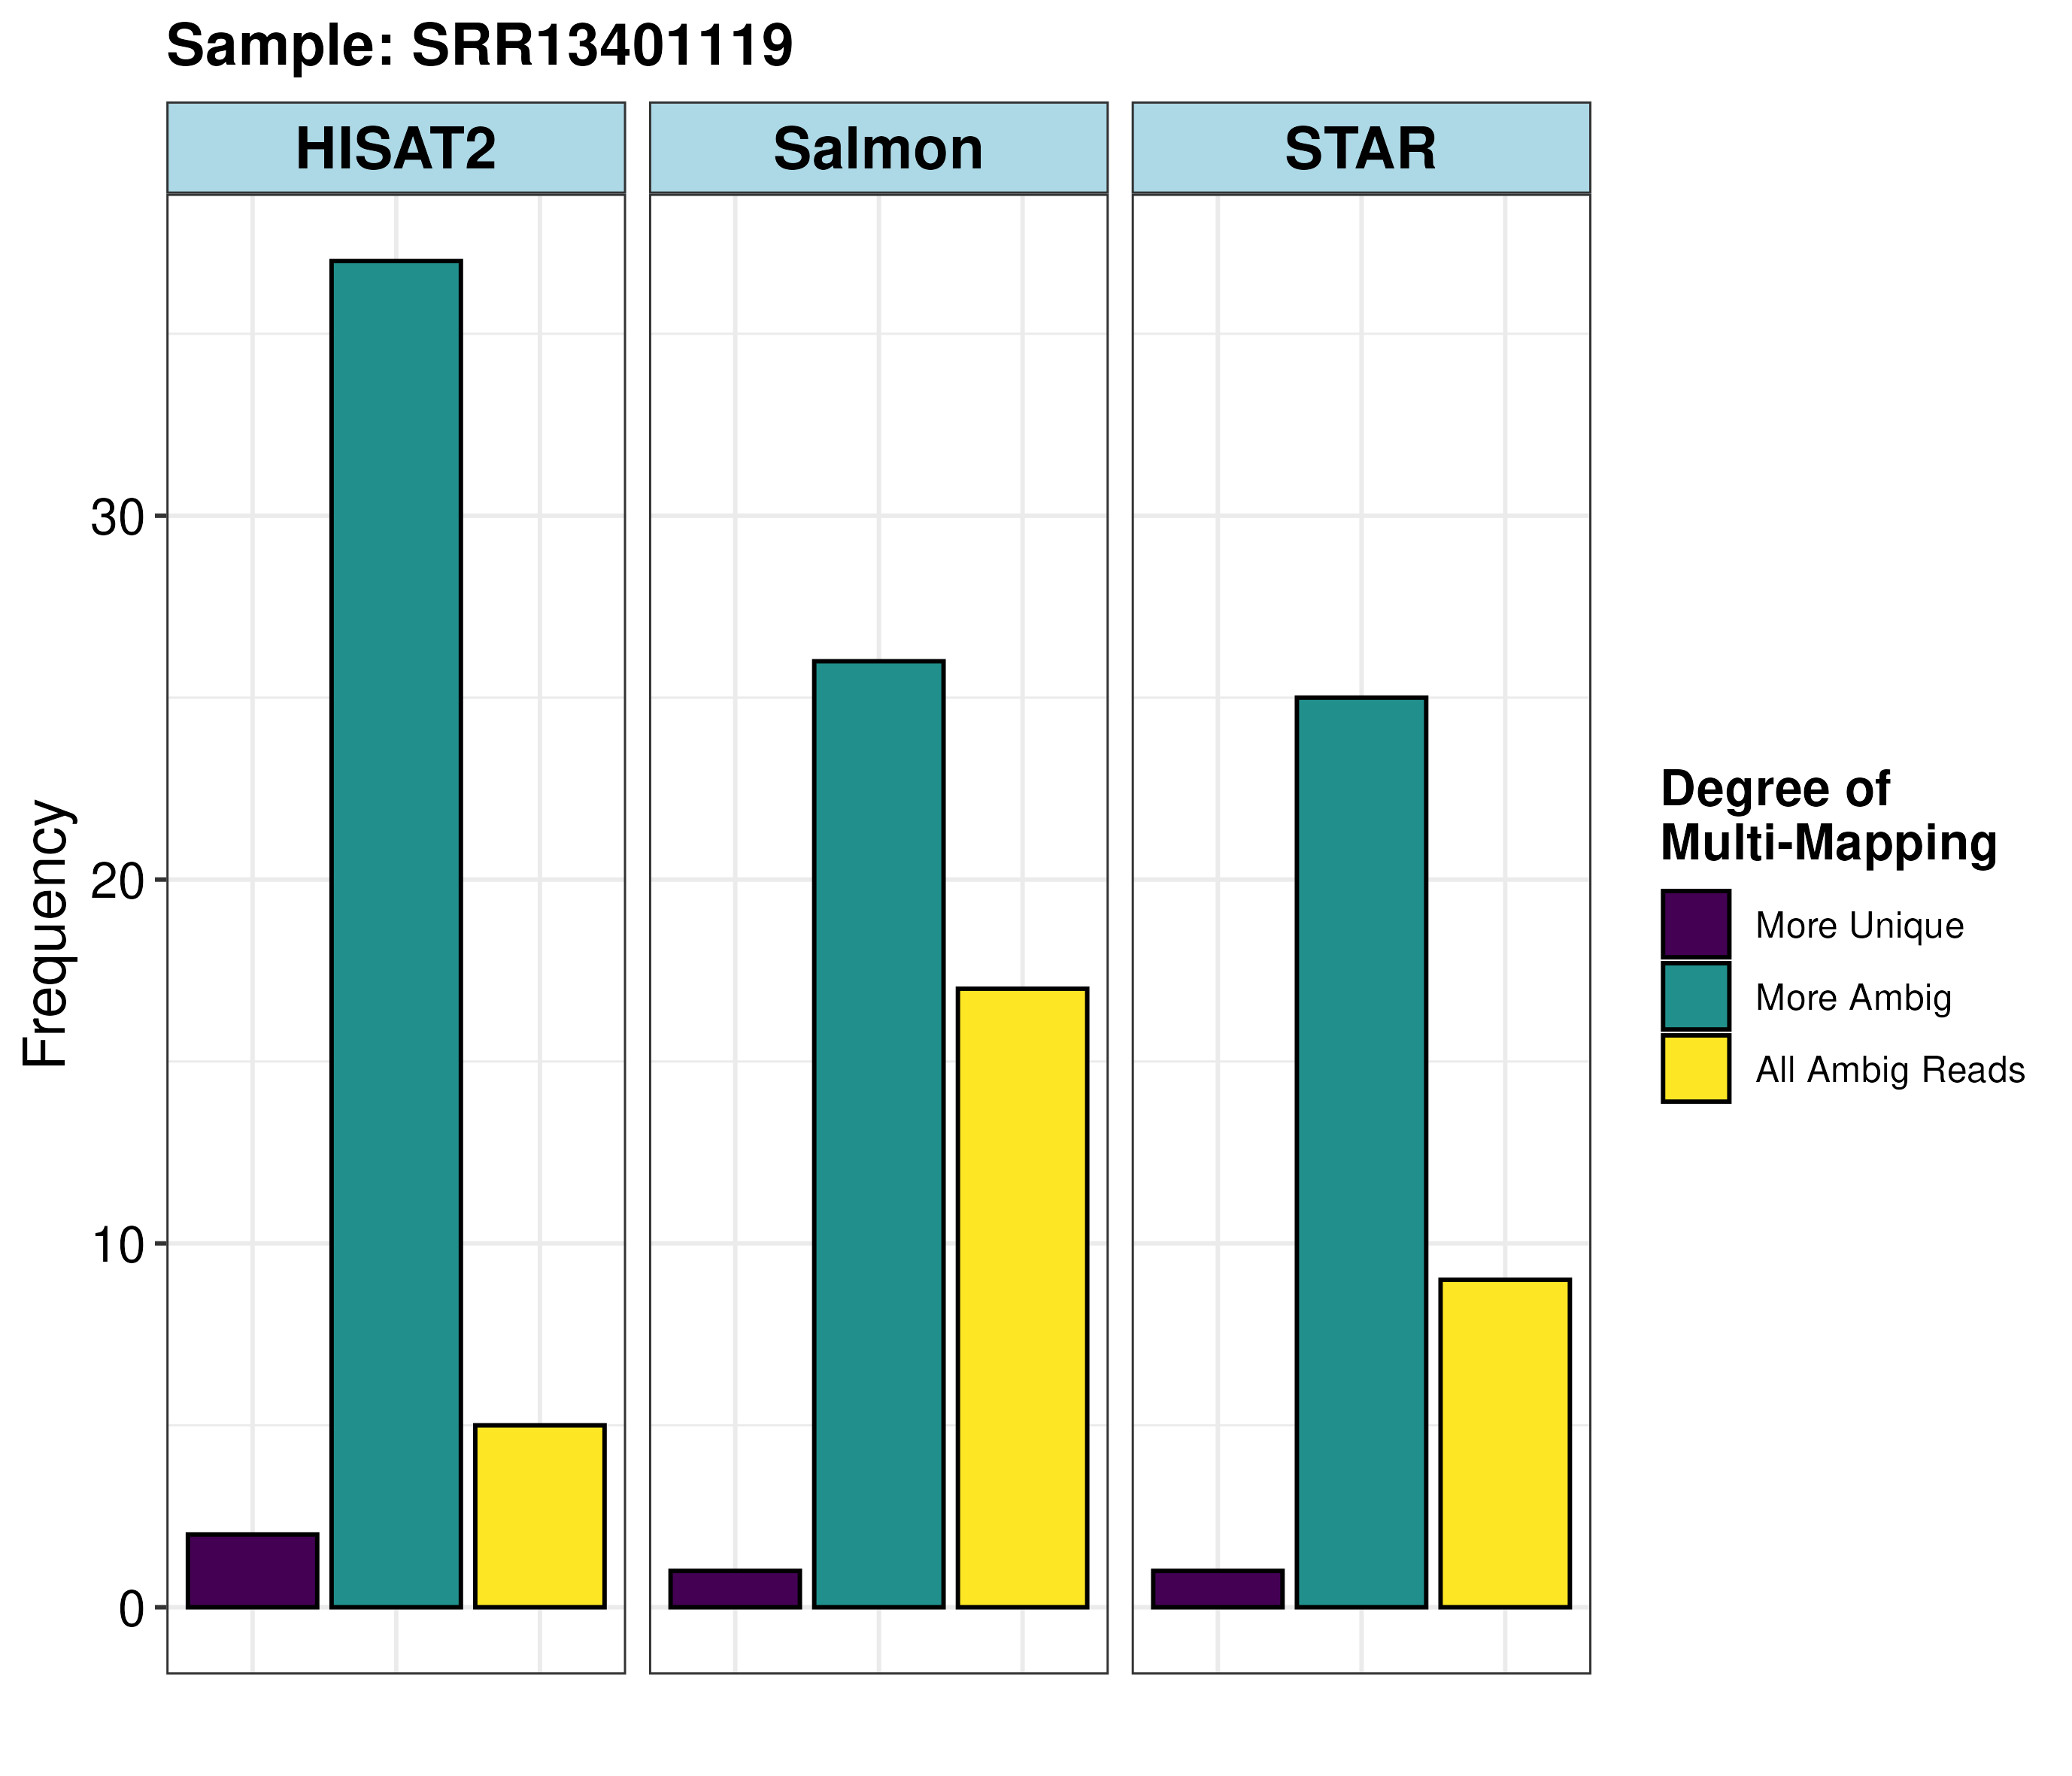 Sample: SRR13401119
HISAT2
Salmon
STAR
Frequency
30
20
10
0
Degree of
Multi-Mapping
More Unique
More Ambig
All Ambig Reads